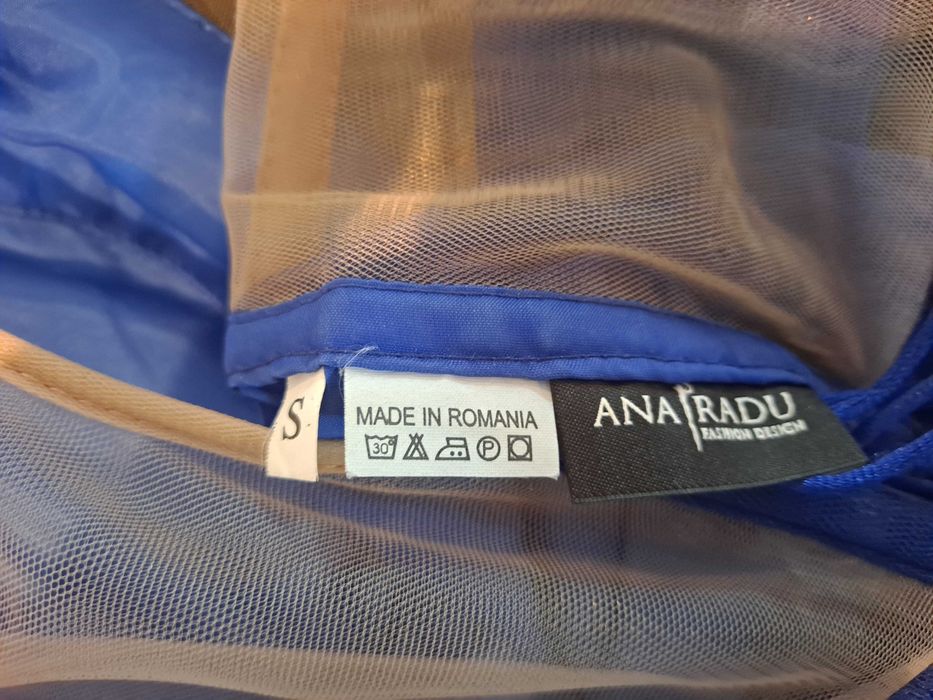 S
MADE IN ROMANIA
30°
P
ANA RADU
FASHION DESIGN